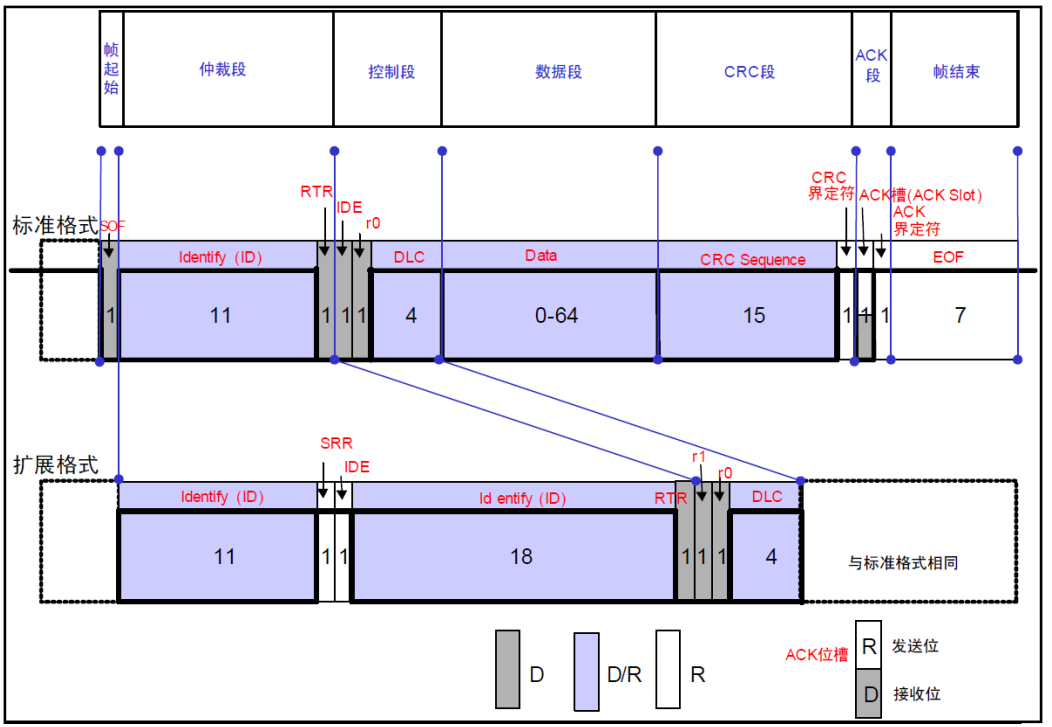 帧起始
仲裁段
控制段
数据段
CRC段
ACK段
帧结束
标准格式
SOF
RTR
IDE
r0
CRC
界定符
ACK槽(ACK Slot)
ACK
界定符
Identify (ID)
DLC
Data
CRC Sequence
EOF
1
11
1
1
1
4
0-64
15
1
1
1
7
扩展格式
SRR
IDE
r1
r0
Identify (ID)
Id entify (ID)
RTR
DLC
11
1
1
18
1
1
1
4
与标准格式相同
D
D/R
R
ACK位槽
R
发送位
D
接收位